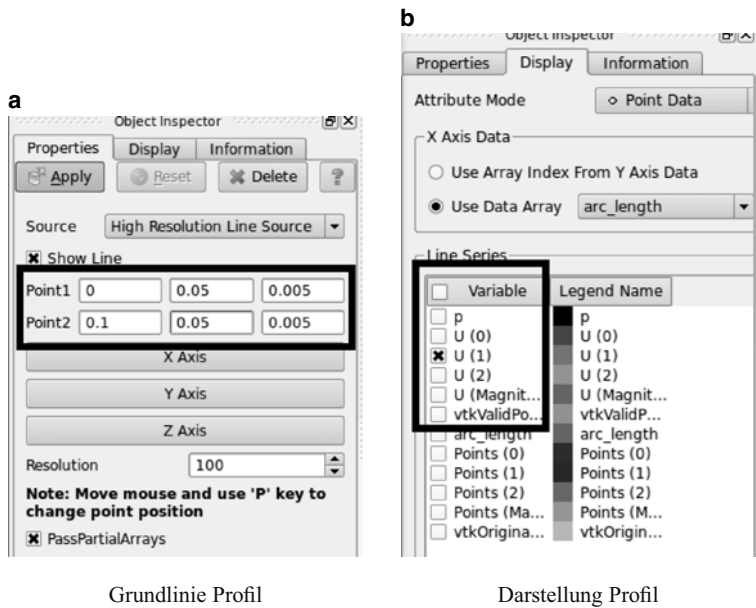 a
Object Inspector
Properties Display Information
Apply Reset Delete ?
Source High Resolution Line Source
Show Line
Point1 0 0.05 0.005
Point2 0.1 0.05 0.005
X Axis
Y Axis
Z Axis
Resolution 100
Note: Move mouse and use 'P' key to
change point position
PassPartialArrays
Grundlinie Profil
b
Object Inspector
Properties Display Information
Attribute Mode Point Data
X Axis Data
Use Array Index From Y Axis Data
Use Data Array arc_length
Line Series
Variable Legend Name
p p
U (0) U (0)
U (1) U (1)
U (2) U (2)
U (Magnit... U (Magnit...
vtkValidPo... vtkValidP...
arc_length arc_length
Points (0) Points (0)
Points (1) Points (1)
Points (2) Points (2)
Points (Ma... Points (M...
vtkOrigina... vtkOrigin...
Darstellung Profil